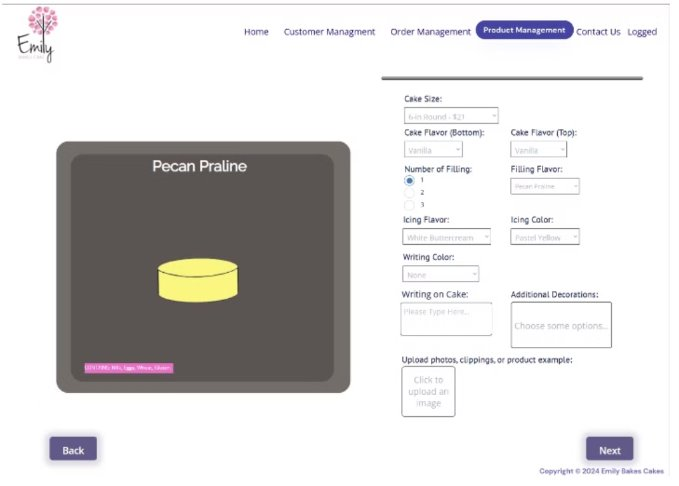 Emily
Home
Customer Managment
Order Management
Product Management
Contact Us
Logged
Cake Size:
6-in Round - $21
Cake Flavor (Bottom):
Cake Flavor (Top):
Vanilla
Vanilla
Number of Filling:
Filling Flavor:
1
2
3
Pecan Praline
Icing Flavor:
Icing Color:
White Buttercream
Pastel Yellow
Writing Color:
None
Writing on Cake:
Additional Decorations:
Please Type Here...
Choose some options...
Upload photos, clippings, or product example:
Click to
upload an
image
Pecan Praline
Eggs, Wheat, Gluten
Back
Next
Copyright © 2024 Emily Bakes Cakes